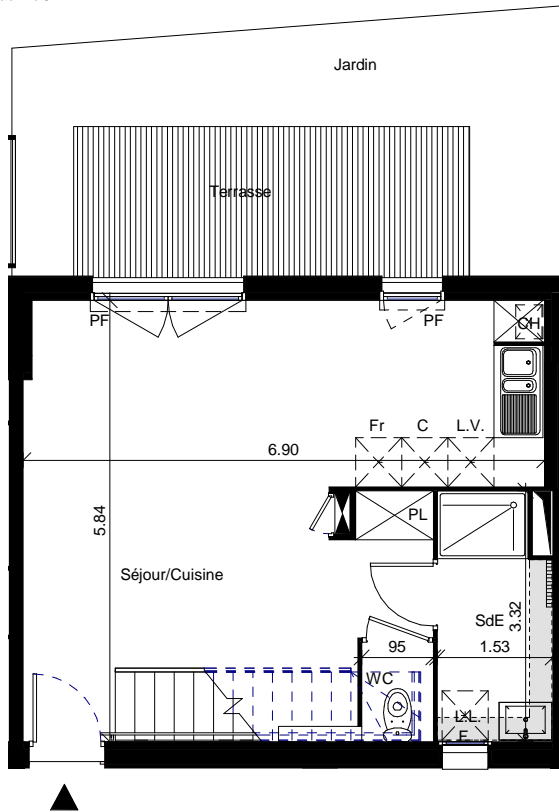 Jardin
Terrasse
PF
PF
CH
Fr
C
L.V.
6.90
5.84
PL
Séjour/Cuisine
SdE
3.32
95
1.53
WC
L.L.
F